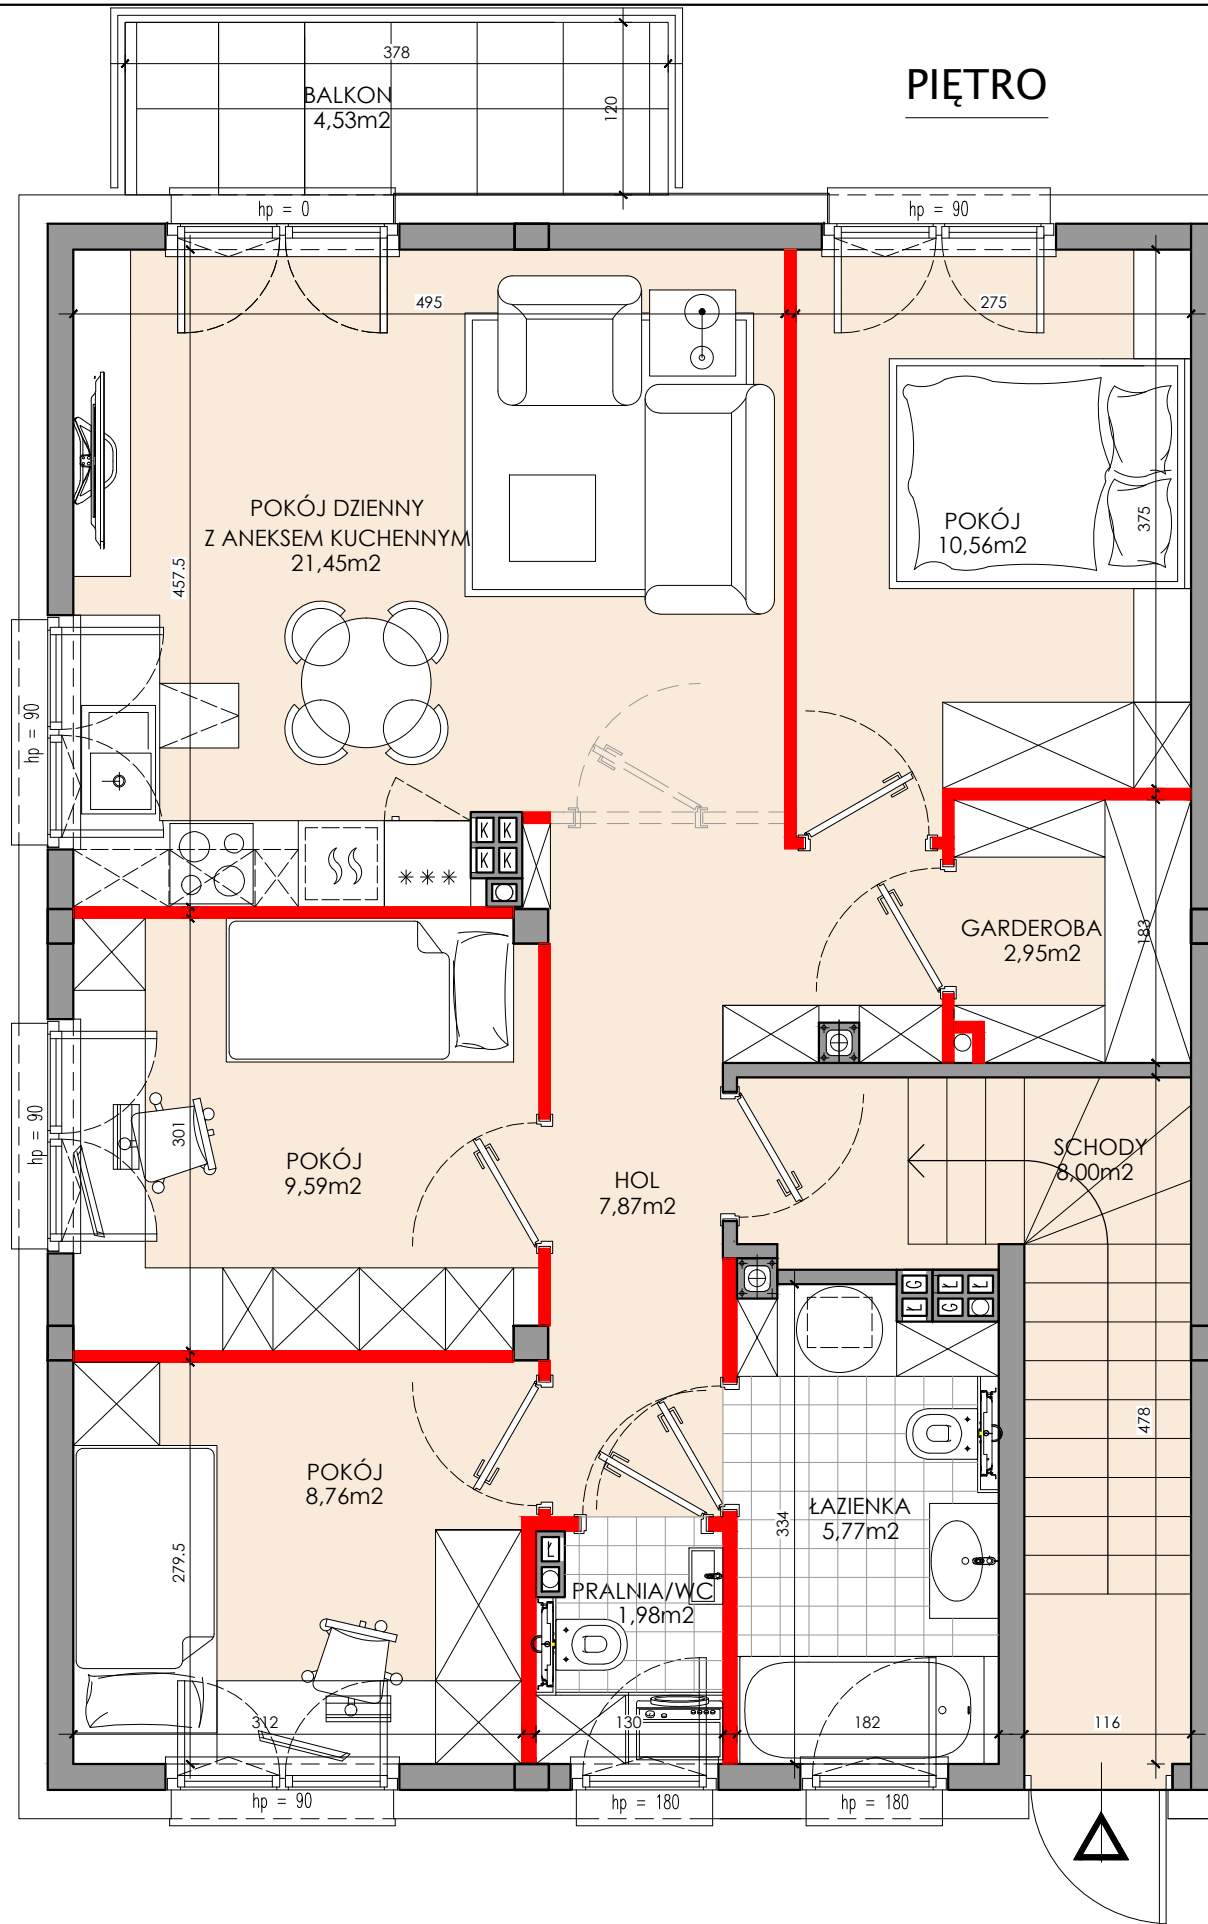 PIĘTRO
378
BALKON
4,53m2
120
hp = 0
hp = 90
495
275
POKÓJ DZIENNY
Z ANEKSEM KUCHENNYM
21,45m2
457.5
POKÓJ
10,56m2
375
hp = 90
K K
K K
GARDEROBA
2,95m2
183
hp = 90
301
POKÓJ
9,59m2
HOL
7,87m2
SCHODY
8,00m2
G Ł Ł
Ł G
POKÓJ
8,76m2
279.5
ŁAZIENKA
5,77m2
334
478
Ł
PRALNIA/WC
1,98m2
312
130
182
116
hp = 90
hp = 180
hp = 180